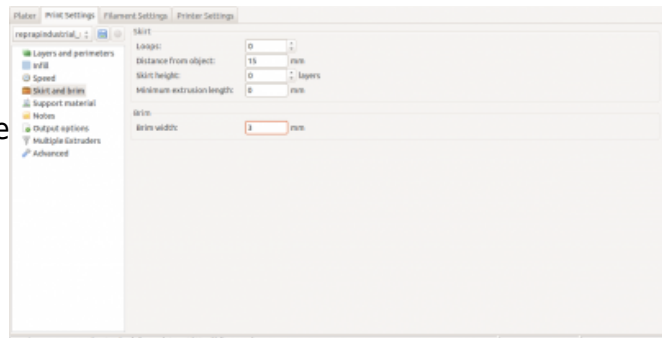 Plater Print Settings Filament Settings Printer Settings
reprapindustrial_
Layers and perimeters
Infill
Speed
Skirt and brim
Support material
Notes
Output options
Multiple Extruders
Advanced
Skirt
Loops: 0
Distance from object: 15 mm
Skirt height: 0 layers
Minimum extrusion length: 0 mm
Brim
Brim width: 3 mm
e